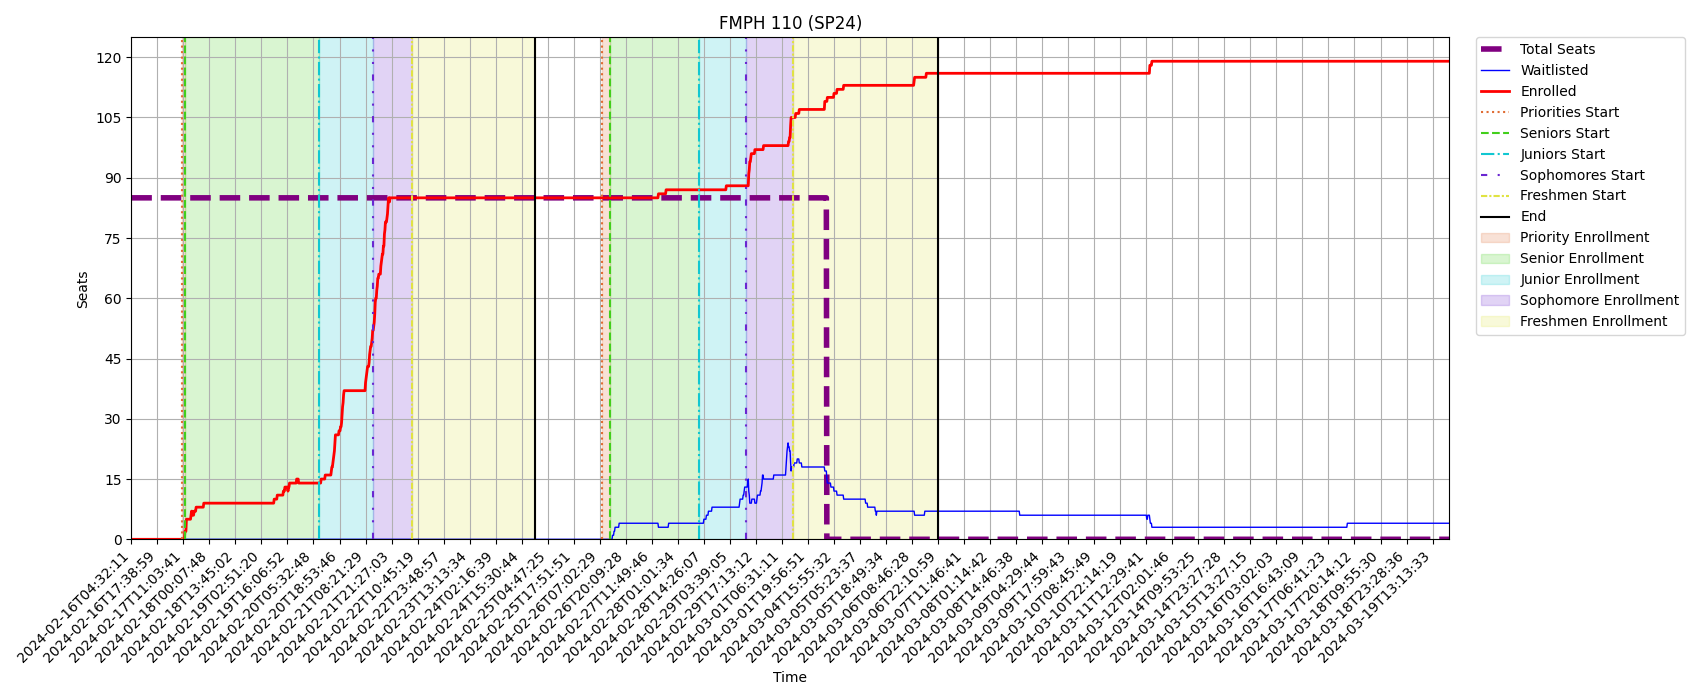 FMPH 110 (SP24)
Seats
120
105
90
75
60
45
30
15
0
2024-02-16T04:32:11
2024-02-16T17:38:59
2024-02-17T11:03:41
2024-02-18T00:07:48
2024-02-18T13:45:02
2024-02-19T02:51:20
2024-02-19T16:06:52
2024-02-20T05:32:48
2024-02-20T18:53:46
2024-02-21T08:21:29
2024-02-21T21:27:03
2024-02-22T10:45:19
2024-02-22T23:48:57
2024-02-23T13:13:34
2024-02-24T02:16:39
2024-02-24T15:30:44
2024-02-25T04:47:25
2024-02-25T17:51:51
2024-02-26T07:02:29
2024-02-26T20:09:28
2024-02-27T11:49:46
2024-02-28T01:01:34
2024-02-28T14:26:07
2024-02-29T03:39:05
2024-02-29T17:13:12
2024-03-01T06:31:11
2024-03-01T19:56:51
2024-03-04T15:55:32
2024-03-05T05:23:37
2024-03-05T18:49:34
2024-03-06T08:46:28
2024-03-06T22:10:59
2024-03-07T11:46:41
2024-03-08T01:14:42
2024-03-08T14:46:38
2024-03-09T04:29:44
2024-03-09T17:59:43
2024-03-10T08:45:49
2024-03-10T22:14:19
2024-03-11T12:29:41
2024-03-12T02:01:46
2024-03-14T09:53:25
2024-03-14T23:27:28
2024-03-15T13:27:15
2024-03-16T03:02:03
2024-03-16T16:43:09
2024-03-17T06:41:23
2024-03-17T20:14:12
2024-03-18T09:55:30
2024-03-18T23:28:36
2024-03-19T13:13:33
Time
Total Seats
Waitlisted
Enrolled
Priorities Start
Seniors Start
Juniors Start
Sophomores Start
Freshmen Start
End
Priority Enrollment
Senior Enrollment
Junior Enrollment
Sophomore Enrollment
Freshmen Enrollment